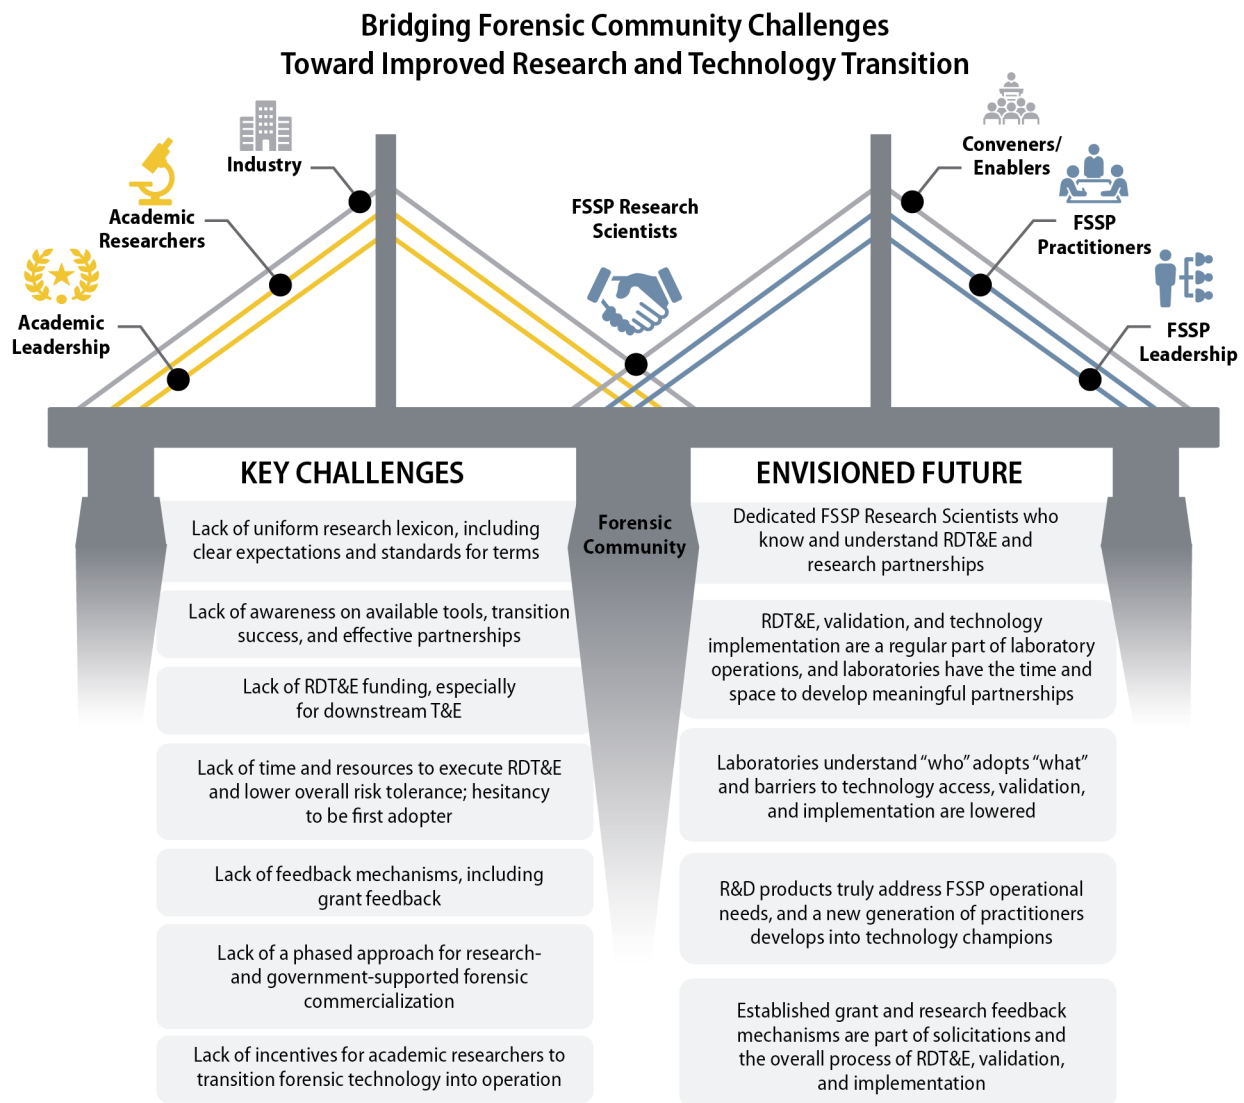 Bridging Forensic Community Challenges
Toward Improved Research and Technology Transition
Industry
Academic
Researchers
Academic
Leadership
FSSP Research
Scientists
Conveners/
Enablers
FSSP
Practitioners
FSSP
Leadership
KEY CHALLENGES
Lack of uniform research lexicon, including
clear expectations and standards for terms
Lack of awareness on available tools, transition
success, and effective partnerships
Lack of RDT&E funding, especially
for downstream T&E
Lack of time and resources to execute RDT&E
and lower overall risk tolerance; hesitancy
to be first adopter
Lack of feedback mechanisms, including
grant feedback
Lack of a phased approach for research-
and government-supported forensic
commercialization
Lack of incentives for academic researchers to
transition forensic technology into operation
Forensic
Community
ENVISIONED FUTURE
Dedicated FSSP Research Scientists who
know and understand RDT&E and
research partnerships
RDT&E, validation, and technology
implementation are a regular part of laboratory
operations, and laboratories have the time and
space to develop meaningful partnerships
Laboratories understand “who” adopts “what”
and barriers to technology access, validation,
and implementation are lowered
R&D products truly address FSSP operational
needs, and a new generation of practitioners
develops into technology champions
Established grant and research feedback
mechanisms are part of solicitations and
the overall process of RDT&E, validation,
and implementation